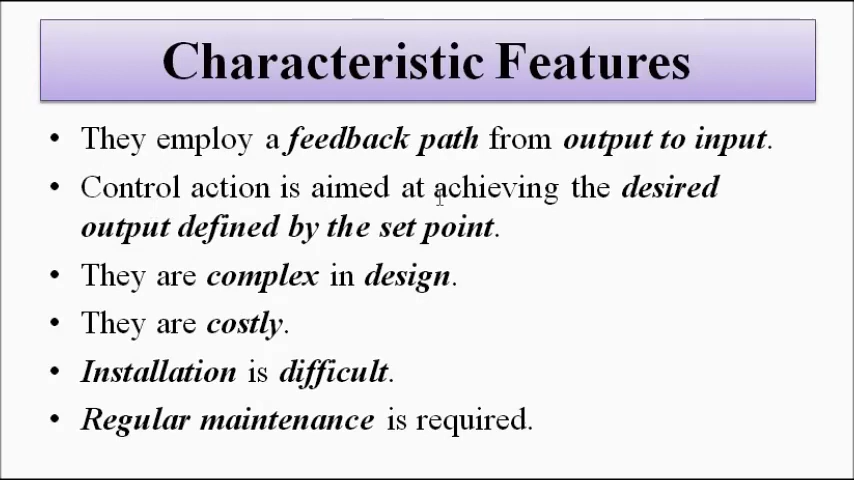 Characteristic Features
• They employ a feedback path from output to input.
• Control action is aimed at achieving the desired
output defined by the set point.
• They are complex in design.
• They are costly.
• Installation is difficult.
• Regular maintenance is required.